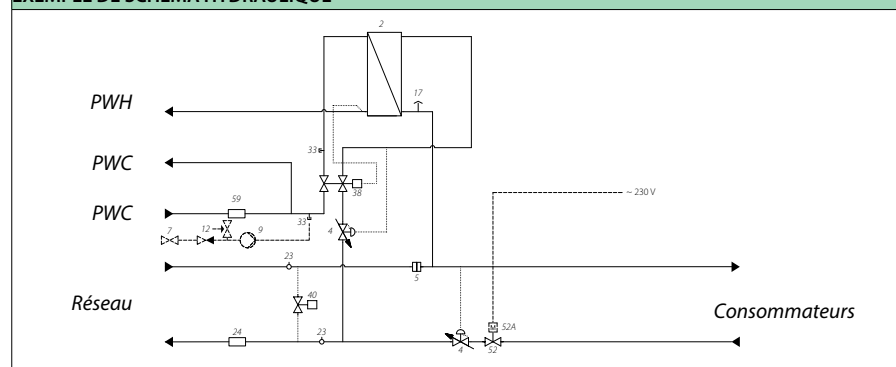 EXEMPLE DE SCHÉMA HYDRAULIQUE
2
PWH
17
33
PWC
38
59
PWC
33
~ 230 V
7
12
9
4
23
5
Réseau
40
Consommateurs
52A
24
23
4
52